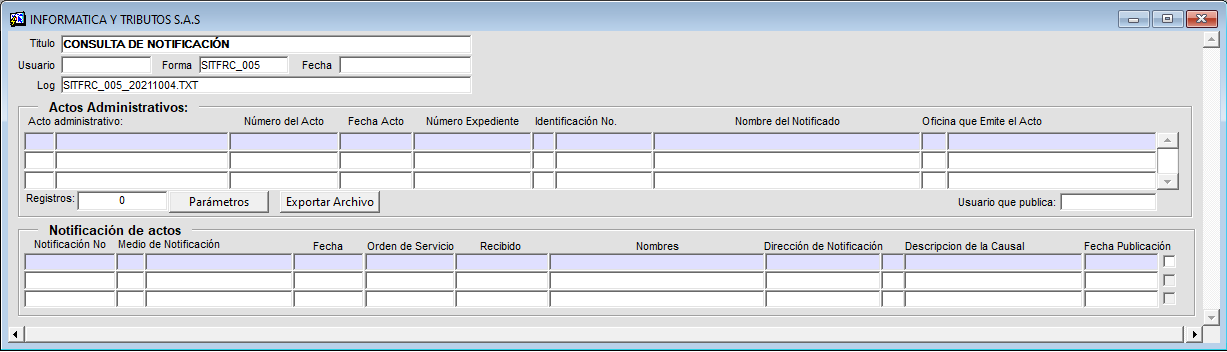 INFORMATICA Y TRIBUTOS S.A.S
Titulo CONSULTA DE NOTIFICACIÓN
Usuario Forma SITFRC_005 Fecha
Log SITFRC_005_20211004.TXT
Actos Administrativos:
Acto administrativo: Número del Acto Fecha Acto Número Expediente Identificación No. Nombre del Notificado Oficina que Emite el Acto
Registros: 0 Parámetros Exportar Archivo Usuario que publica:
Notificación de actos
Notificación No Medio de Notificación Fecha Orden de Servicio Recibido Nombres Dirección de Notificación Descripcion de la Causal Fecha Publicación